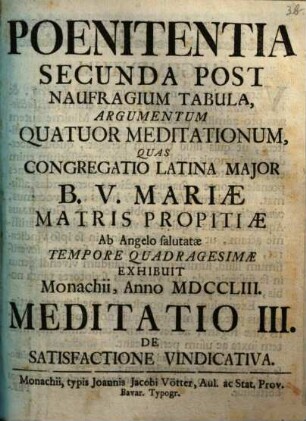 38.
POENITENTIA
SECUNDA POST
NAUFRAGIUM TABULA,
ARGUMENTUM
QUATUOR MEDITATIONUM,
QUAS
CONGREGATIO LATINA MAJOR
B. V. MARIÆ
MATRIS PROPITIÆ
Ab Angelo salutatæ
TEMPORE QUADRAGESIMÆ
EXHIBUIT
Monachii, Anno MDCCLIII.
MEDITATIO III.
DE
SATISFACTIONE VINDICATIVA.
Monachii, typis Joannis Jacobi Vötter, Aul. ac Stat. Prov.
Bavar. Typogr.